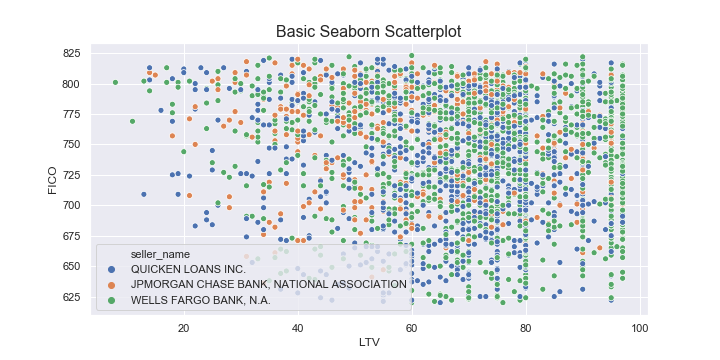 Basic Seaborn Scatterplot
825
800
775
750
725
700
675
650
625
FICO
seller_name
QUICKEN LOANS INC.
JPMORGAN CHASE BANK, NATIONAL ASSOCIATION
WELLS FARGO BANK, N.A.
20
40
60
80
100
LTV